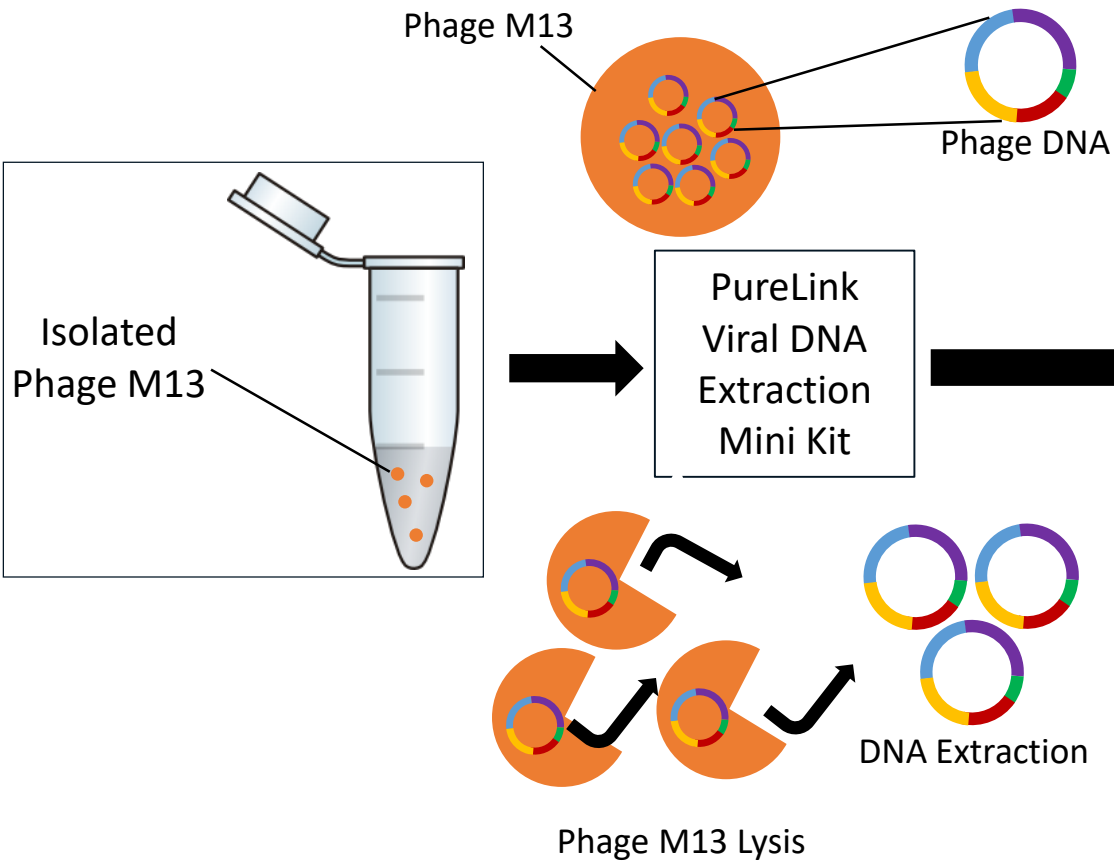 Phage M13
Phage DNA
Isolated
Phage M13
PureLink
Viral DNA
Extraction
Mini Kit
DNA Extraction
Phage M13 Lysis